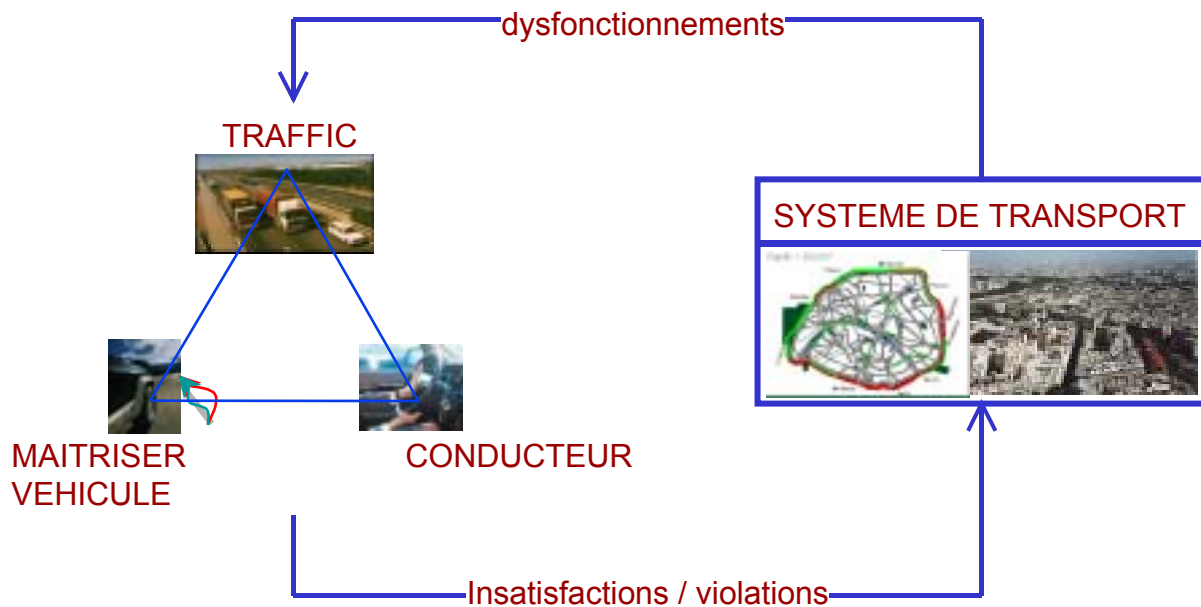 dysfonctionnements
TRAFFIC
SYSTEME DE TRANSPORT
MAITRISER
VEHICULE
CONDUCTEUR
Insatisfactions / violations